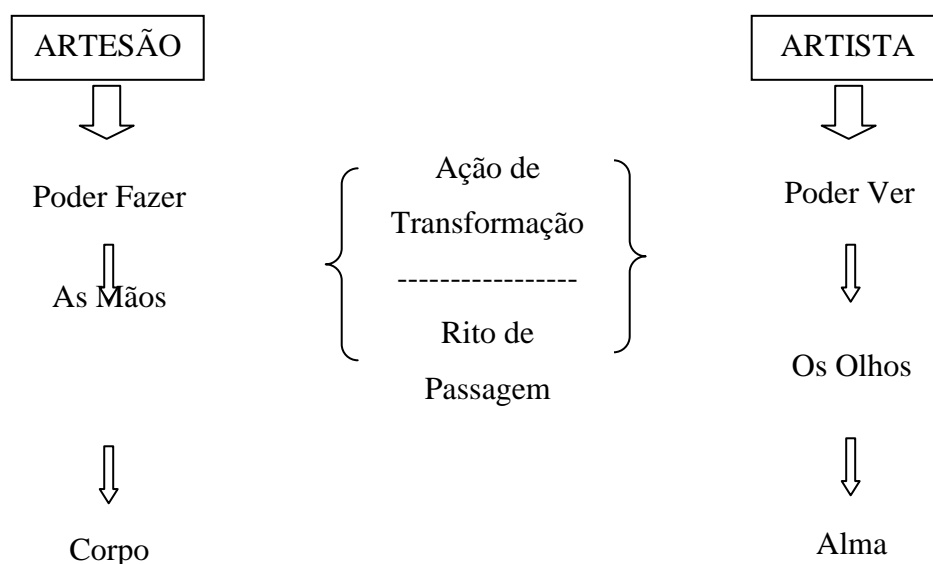 ARTESÃO
Poder Fazer
As Mãos
Corpo
Ação de
Transformação
-----------------
Rito de
Passagem
ARTISTA
Poder Ver
Os Olhos
Alma